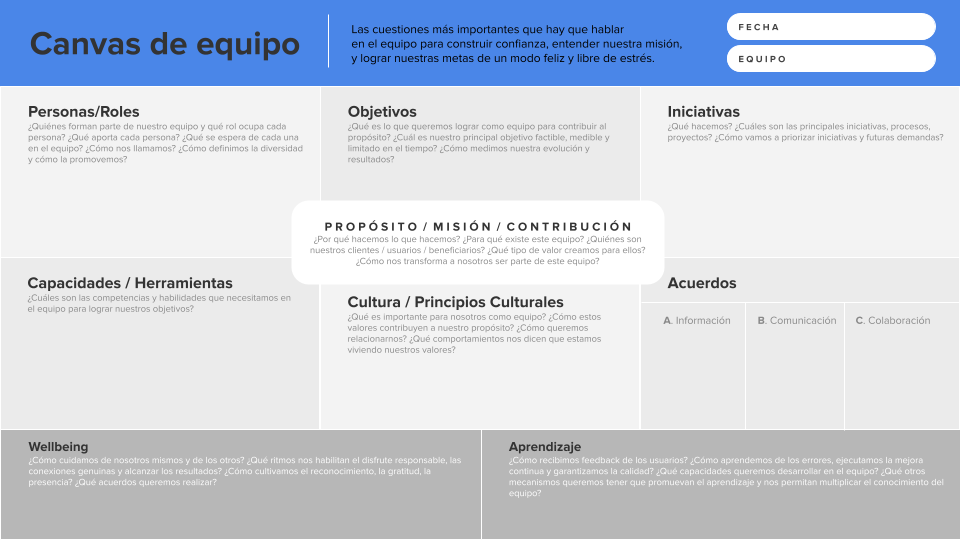 Canvas de equipo
Las cuestiones más importantes que hay que hablar
en el equipo para construir confianza, entender nuestra misión,
y lograr nuestras metas de un modo feliz y libre de estrés.
FECHA
EQUIPO
Personas/Roles
¿Quiénes forman parte de nuestro equipo y qué rol ocupa cada
persona? ¿Qué aporta cada persona? ¿Qué se espera de cada una
en el equipo? ¿Cómo nos llamamos? ¿Cómo definimos la diversidad
y cómo la promovemos?
Objetivos
¿Qué es lo que queremos lograr como equipo para contribuir al
propósito? ¿Cuál es nuestro principal objetivo factible, medible y
limitado en el tiempo? ¿Cómo medimos nuestra evolución y
resultados?
Iniciativas
¿Qué hacemos? ¿Cuáles son las principales iniciativas, procesos,
proyectos? ¿Cómo vamos a priorizar iniciativas y futuras demandas?
PROPÓSITO / MISIÓN / CONTRIBUCIÓN
¿Por qué hacemos lo que hacemos? ¿Para qué existe este equipo? ¿Quiénes son
nuestros clientes / usuarios / beneficiarios? ¿Qué tipo de valor creamos para ellos?
¿Cómo nos transforma a nosotros ser parte de este equipo?
Capacidades / Herramientas
¿Cuáles son las competencias y habilidades que necesitamos en
el equipo para lograr nuestros objetivos?
Cultura / Principios Culturales
¿Qué es importante para nosotros como equipo? ¿Cómo estos
valores contribuyen a nuestro propósito? ¿Cómo queremos
relacionarnos? ¿Qué comportamientos nos dicen que estamos
viviendo nuestros valores?
Acuerdos
A. Información
B. Comunicación
C. Colaboración
Wellbeing
¿Cómo cuidamos de nosotros mismos y de los otros? ¿Qué ritmos nos habilitan el disfrute responsable, las
conexiones genuinas y alcanzar los resultados? ¿Cómo cultivamos el reconocimiento, la gratitud, la
presencia? ¿Qué acuerdos queremos realizar?
Aprendizaje
¿Cómo recibimos feedback de los usuarios? ¿Cómo aprendemos de los errores, ejecutamos la mejora
continua y garantizamos la calidad? ¿Qué capacidades queremos desarrollar en el equipo? ¿Qué otros
mecanismos queremos tener que promuevan el aprendizaje y nos permitan multiplicar el conocimiento del
equipo?